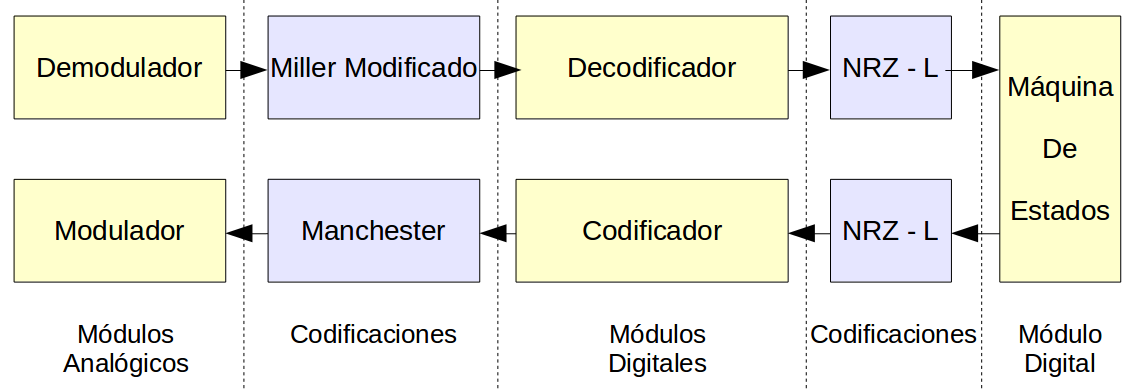 Demodulador
Miller Modificado
Decodificador
NRZ - L
Máquina
De
Estados
Modulador
Manchester
Codificador
NRZ - L
Módulos
Analógicos
Codificaciones
Módulos
Digitales
Codificaciones
Módulo
Digital